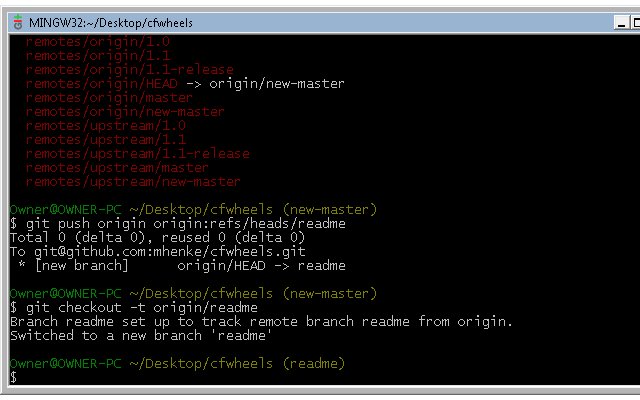 MINGW32:~/Desktop/cfwheels
remotes/origin/1.0
remotes/origin/1.1
remotes/origin/1.1-release
remotes/origin/HEAD -> origin/new-master
remotes/origin/master
remotes/origin/new-master
remotes/upstream/1.0
remotes/upstream/1.1
remotes/upstream/1.1-release
remotes/upstream/master
remotes/upstream/new-master
Owner@OWNER-PC ~/Desktop/cfwheels (new-master)
$ git push origin origin:refs/heads/readme
Total 0 (delta 0), reused 0 (delta 0)
To git@github.com:mhenke/cfwheels.git
* [new branch]      origin/HEAD -> readme
Owner@OWNER-PC ~/Desktop/cfwheels (new-master)
$ git checkout -t origin/readme
Branch readme set up to track remote branch readme from origin.
Switched to a new branch 'readme'
Owner@OWNER-PC ~/Desktop/cfwheels (readme)
$